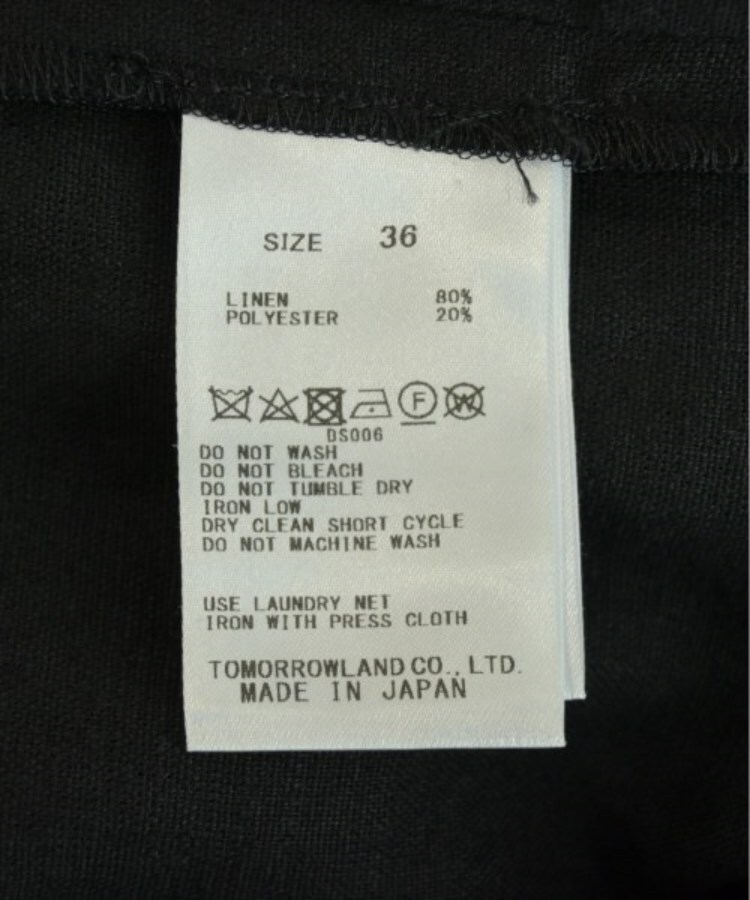 SIZE 36
LINEN 80%
POLYESTER 20%
F W
DS006
DO NOT WASH
DO NOT BLEACH
DO NOT TUMBLE DRY
IRON LOW
DRY CLEAN SHORT CYCLE
DO NOT MACHINE WASH
USE LAUNDRY NET
IRON WITH PRESS CLOTH
TOMORROWLAND CO., LTD.
MADE IN JAPAN